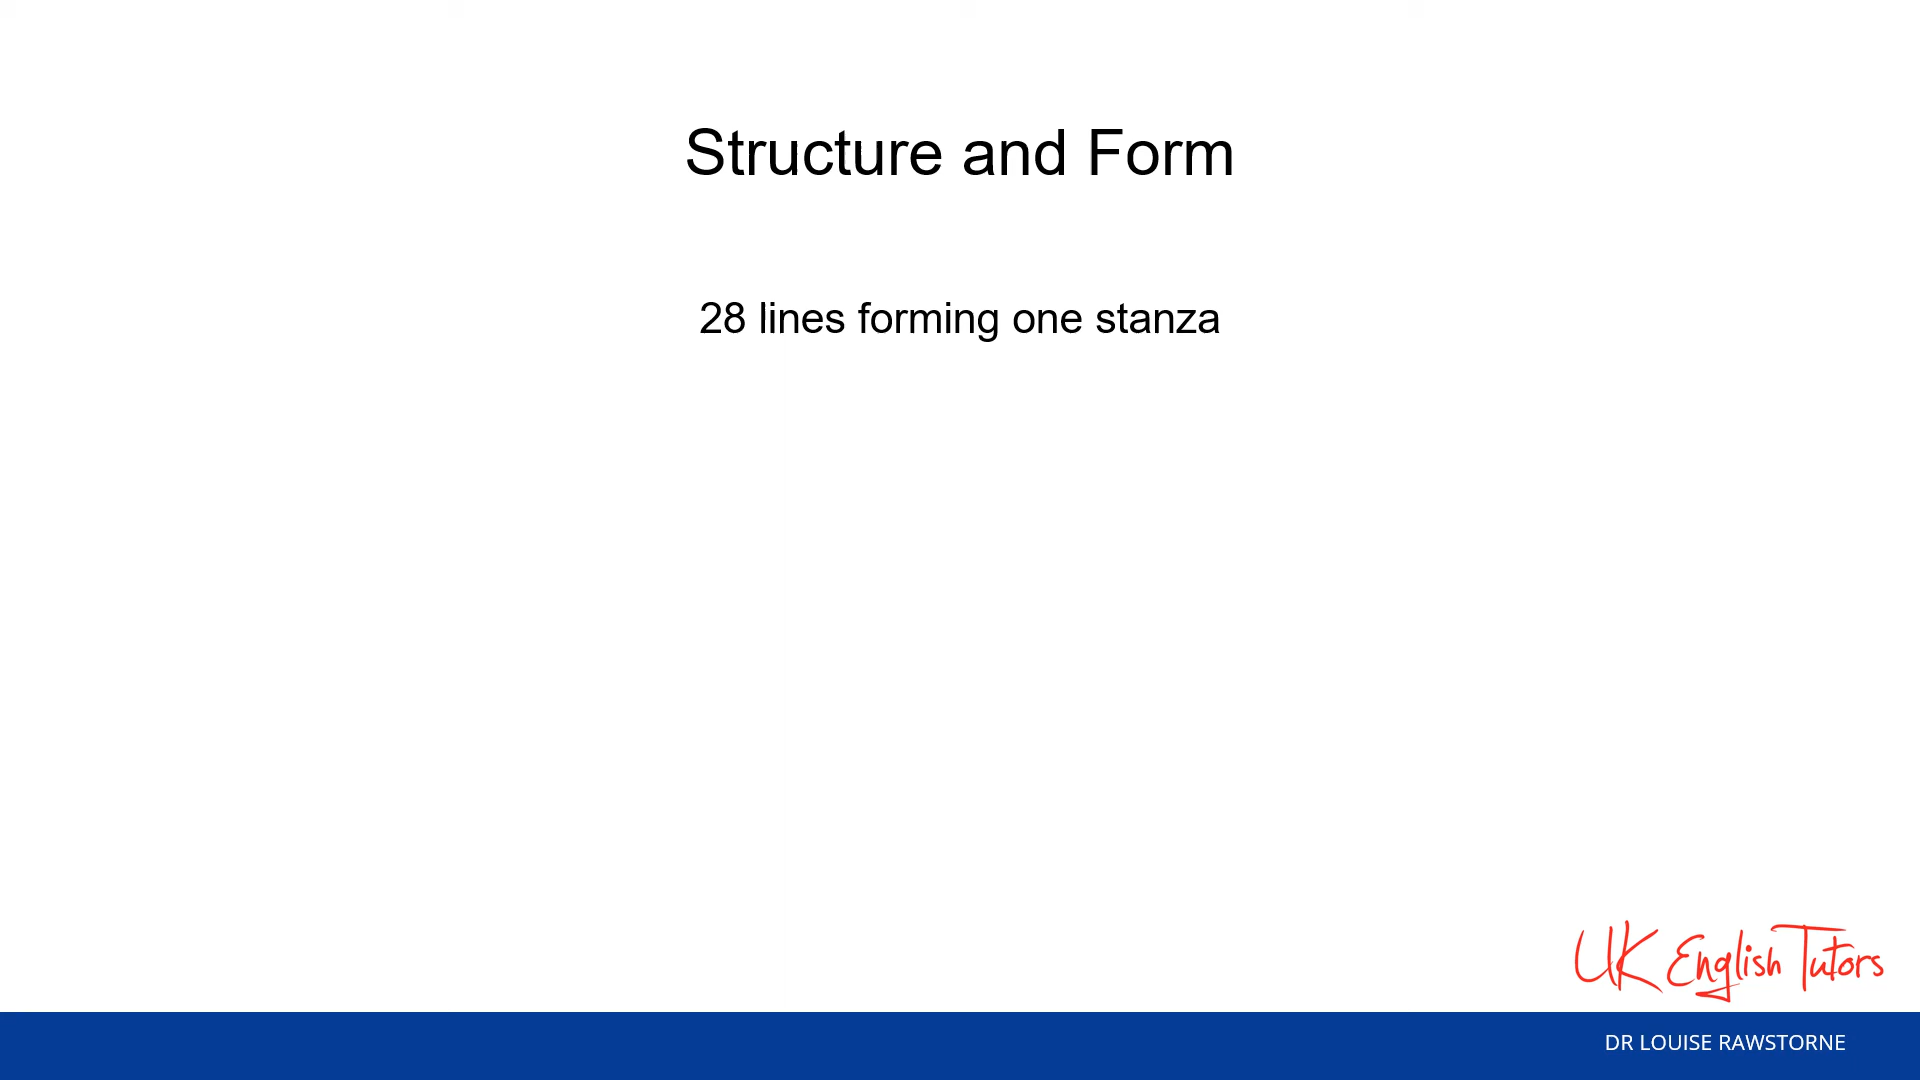 Structure and Form
28 lines forming one stanza
UK English Tutors
DR LOUISE RAWSTORNE